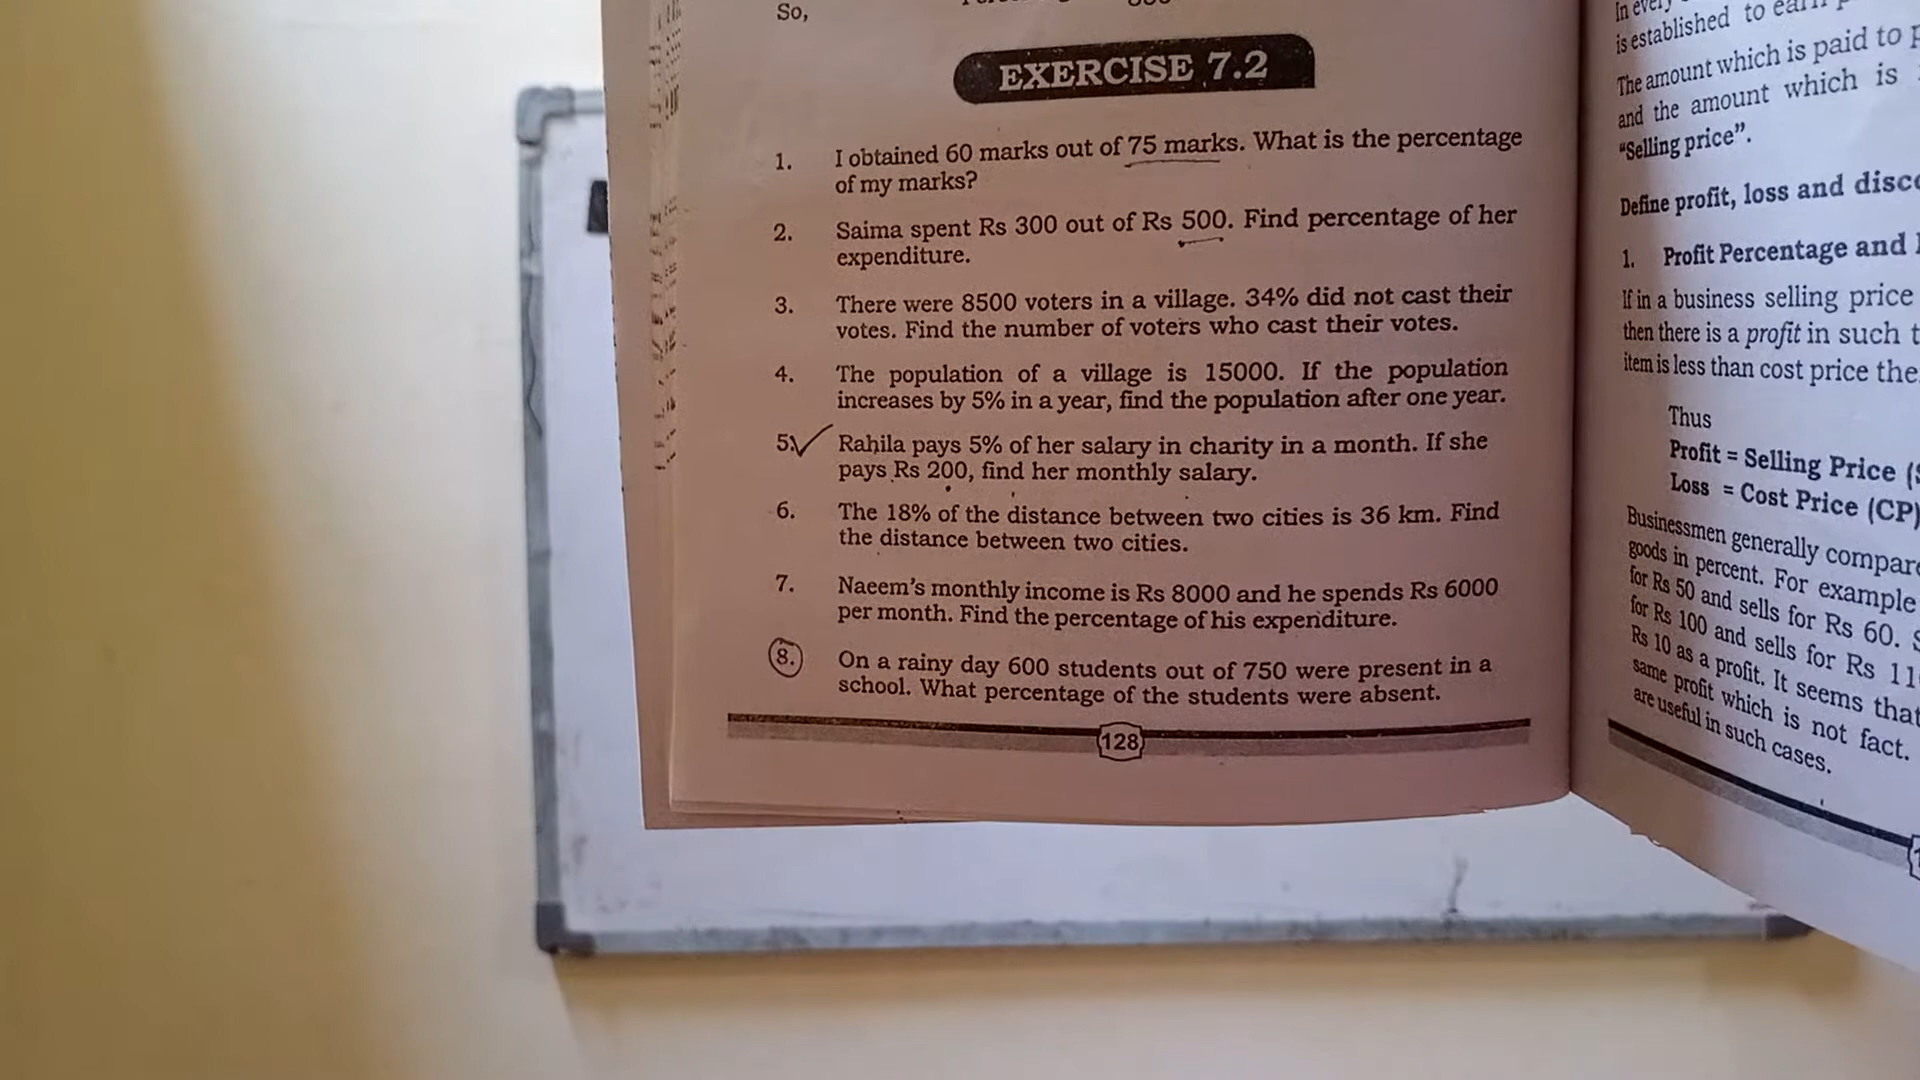 So,
EXERCISE 7.2
1. I obtained 60 marks out of 75 marks. What is the percentage
of my marks?
2. Saima spent Rs 300 out of Rs 500. Find percentage of her
expenditure.
3. There were 8500 voters in a village. 34% did not cast their
votes. Find the number of voters who cast their votes.
4. The population of a village is 15000. If the population
increases by 5% in a year, find the population after one year.
5. Rahila pays 5% of her salary in charity in a month. If she
pays Rs 200, find her monthly salary.
6. The 18% of the distance between two cities is 36 km. Find
the distance between two cities.
7. Naeem's monthly income is Rs 8000 and he spends Rs 6000
per month. Find the percentage of his expenditure.
8. On a rainy day 600 students out of 750 were present in a
school. What percentage of the students were absent.
128
In every
is established to earn
The amount which is paid to
and the amount which is
"Selling price".
Define profit, loss and
1. Profit Percentage and
If in a business selling price
then there is a profit in such
item is less than cost price
Thus
Profit = Selling Price
Loss = Cost Price (CP)
Businessmen generally
goods in percent. For example
for Rs 50 and sells for Rs 60.
for Rs 100 and sells for Rs
Rs 10 as a profit. It seems that
same profit which is not fact.
are useful in such cases.